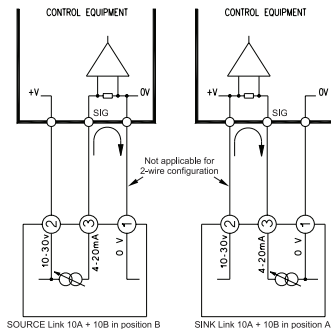 CONTROL EQUIPMENT
+V
0V
SIG
2
3
1
10-30v
4-20mA
0 V
SOURCE Link 10A + 10B in position B
Not applicable for
2-wire configuration
CONTROL EQUIPMENT
+V
0V
SIG
2
3
1
10-30v
4-20mA
0 V
SINK Link 10A + 10B in position A